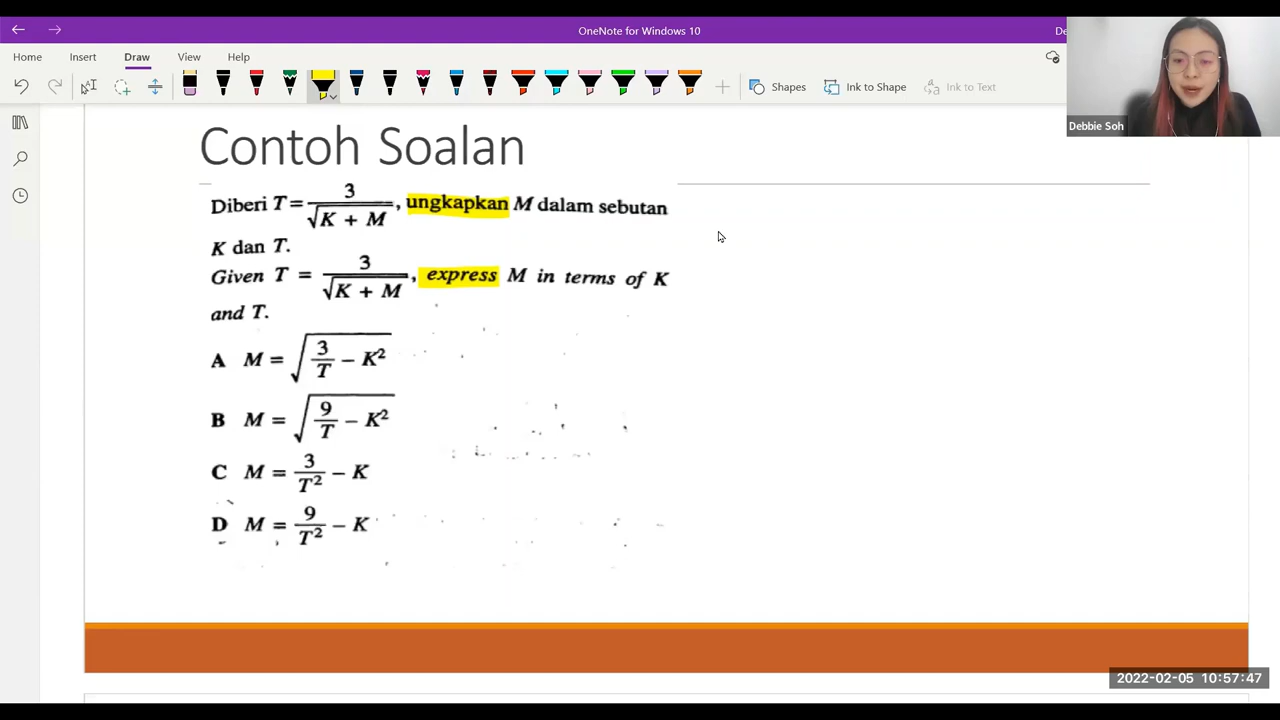 OneNote for Windows 10
De
Home Insert Draw View Help
Shapes Ink to Shape Ink to Text
Debbie Soh
Contoh Soalan
Diberi T = 3/√(K + M), ungkapkan M dalam sebutan
K dan T.
Given T = 3/√(K + M), express M in terms of K
and T.
A M = √(3/T − K²)
B M = √(9/T − K²)
C M = 3/T² − K
D M = 9/T² − K
2022-02-05 10:57:47